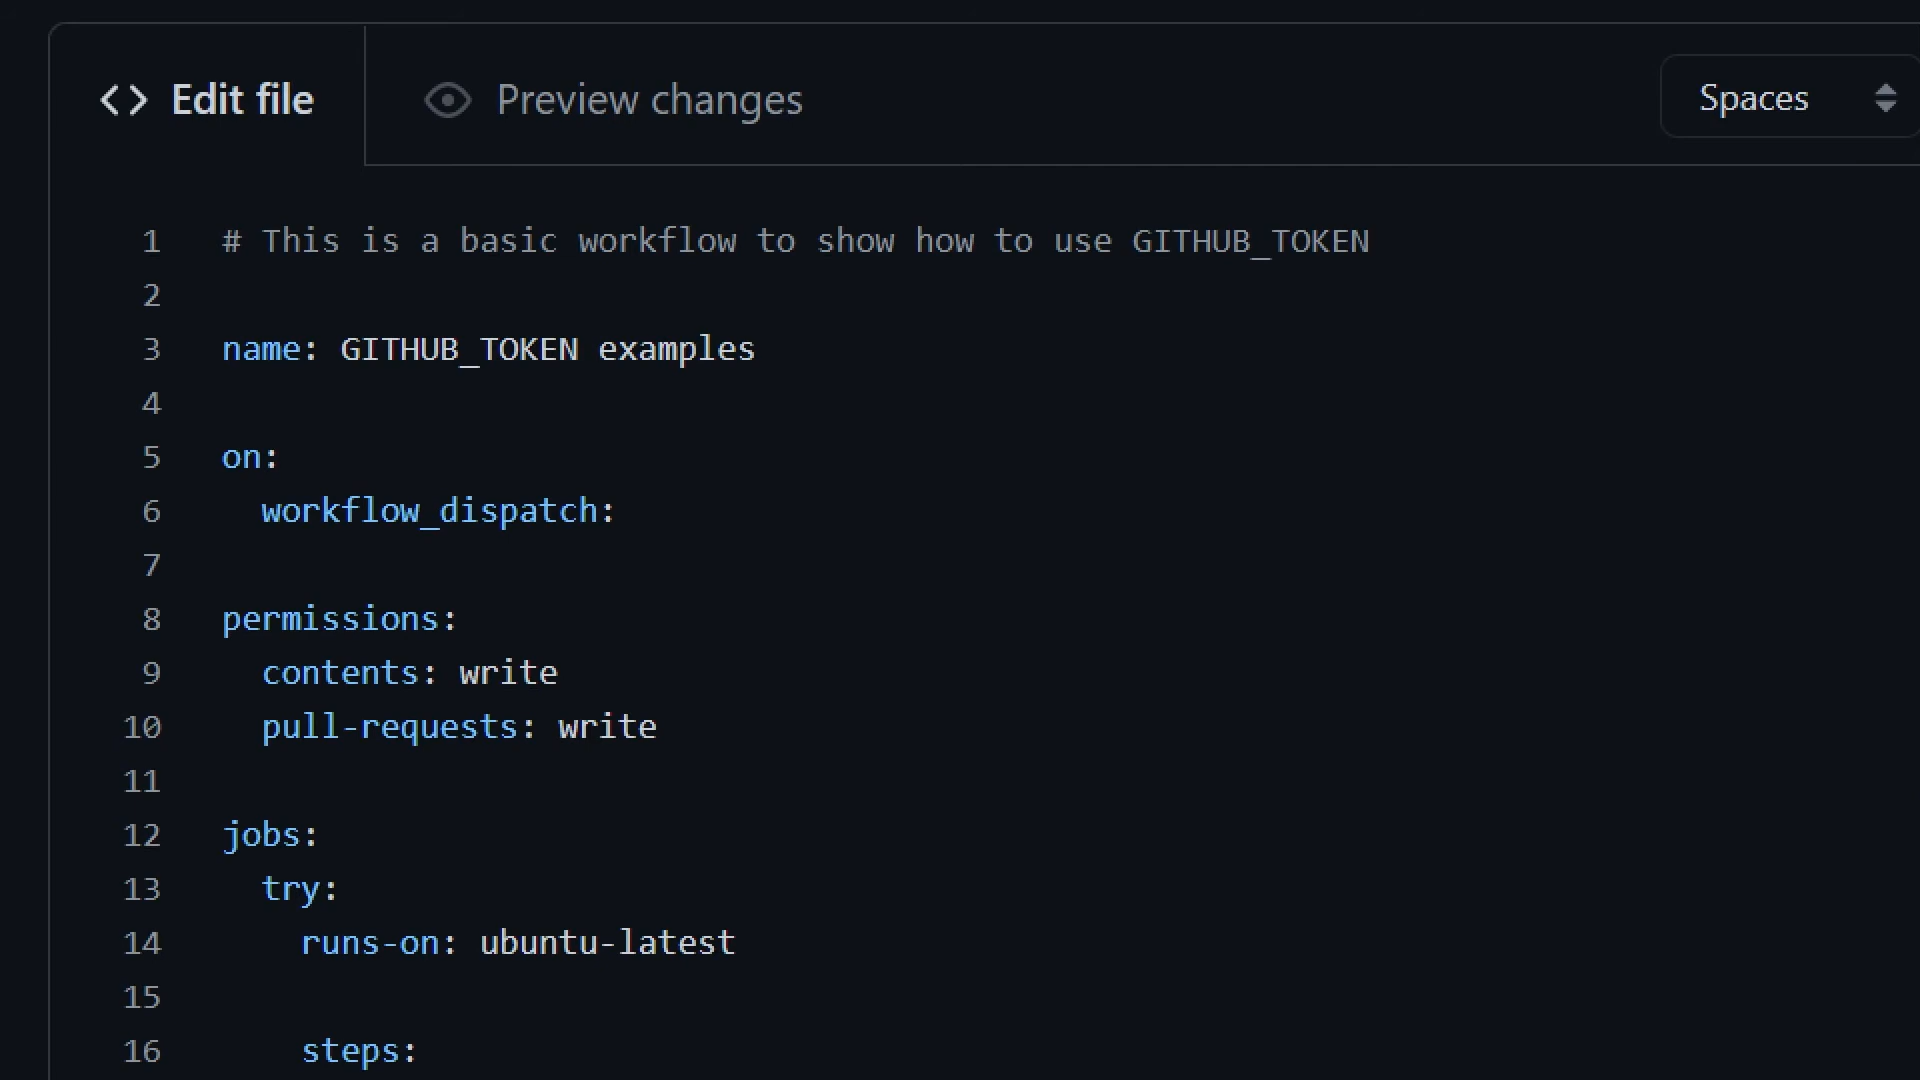 <> Edit file Preview changes Spaces
1 # This is a basic workflow to show how to use GITHUB_TOKEN
2
3 name: GITHUB_TOKEN examples
4
5 on:
6   workflow_dispatch:
7
8 permissions:
9   contents: write
10   pull-requests: write
11
12 jobs:
13   try:
14     runs-on: ubuntu-latest
15
16     steps: